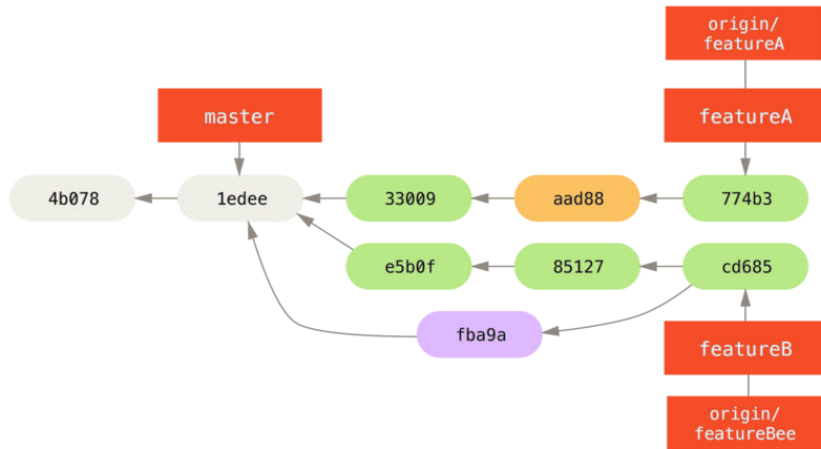 origin/
featureA
master
featureA
4b078
1edee
33009
aad88
774b3
e5b0f
85127
cd685
fba9a
featureB
origin/
featureBee